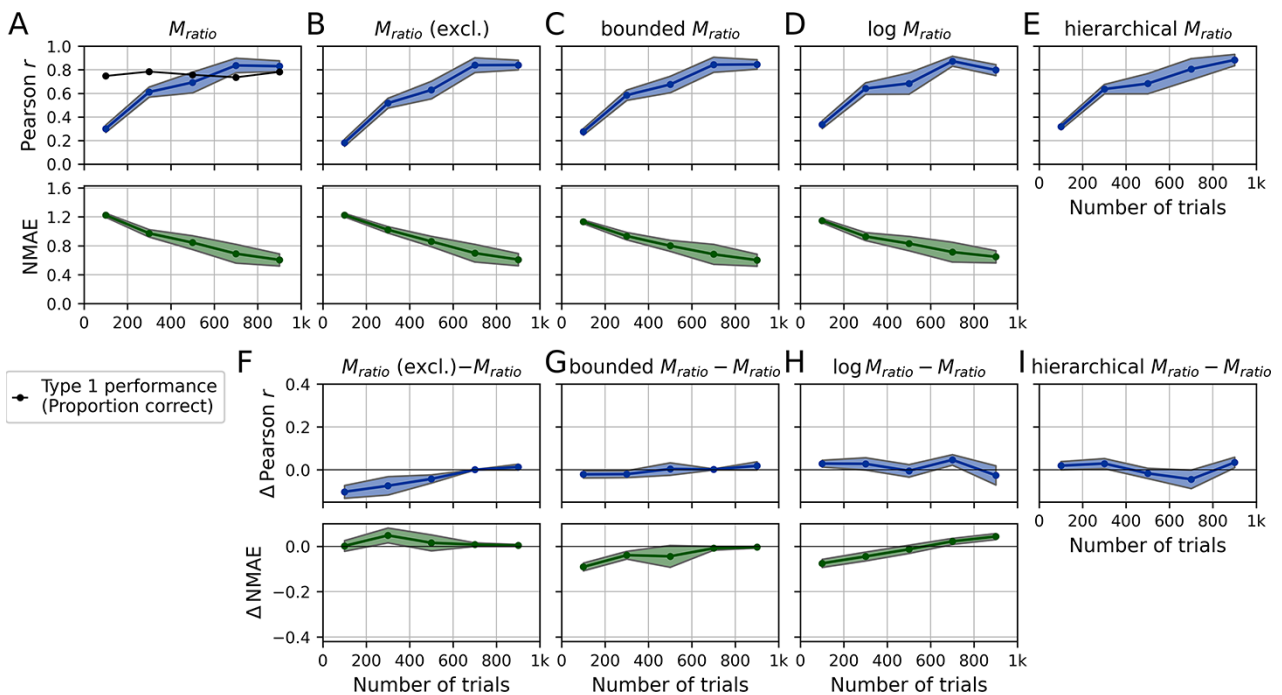 A M_ratio
B M_ratio (excl.)
C bounded M_ratio
D log M_ratio
E hierarchical M_ratio
Pearson r
1.0
0.8
0.6
0.4
0.2
0.0
0 200 400 600 800 1k
Number of trials
NMAE
1.6
1.2
0.8
0.4
0.0
0 200 400 600 800 1k
0 200 400 600 800 1k
0 200 400 600 800 1k
0 200 400 600 800 1k
Type 1 performance
(Proportion correct)
F M_ratio (excl.)−M_ratio
G bounded M_ratio − M_ratio
H log M_ratio − M_ratio
I hierarchical M_ratio − M_ratio
Δ Pearson r
0.4
0.2
0.0
0 200 400 600 800 1k
Number of trials
Δ NMAE
0.0
−0.2
−0.4
0 200 400 600 800 1k
0 200 400 600 800 1k
0 200 400 600 800 1k
Number of trials
Number of trials
Number of trials